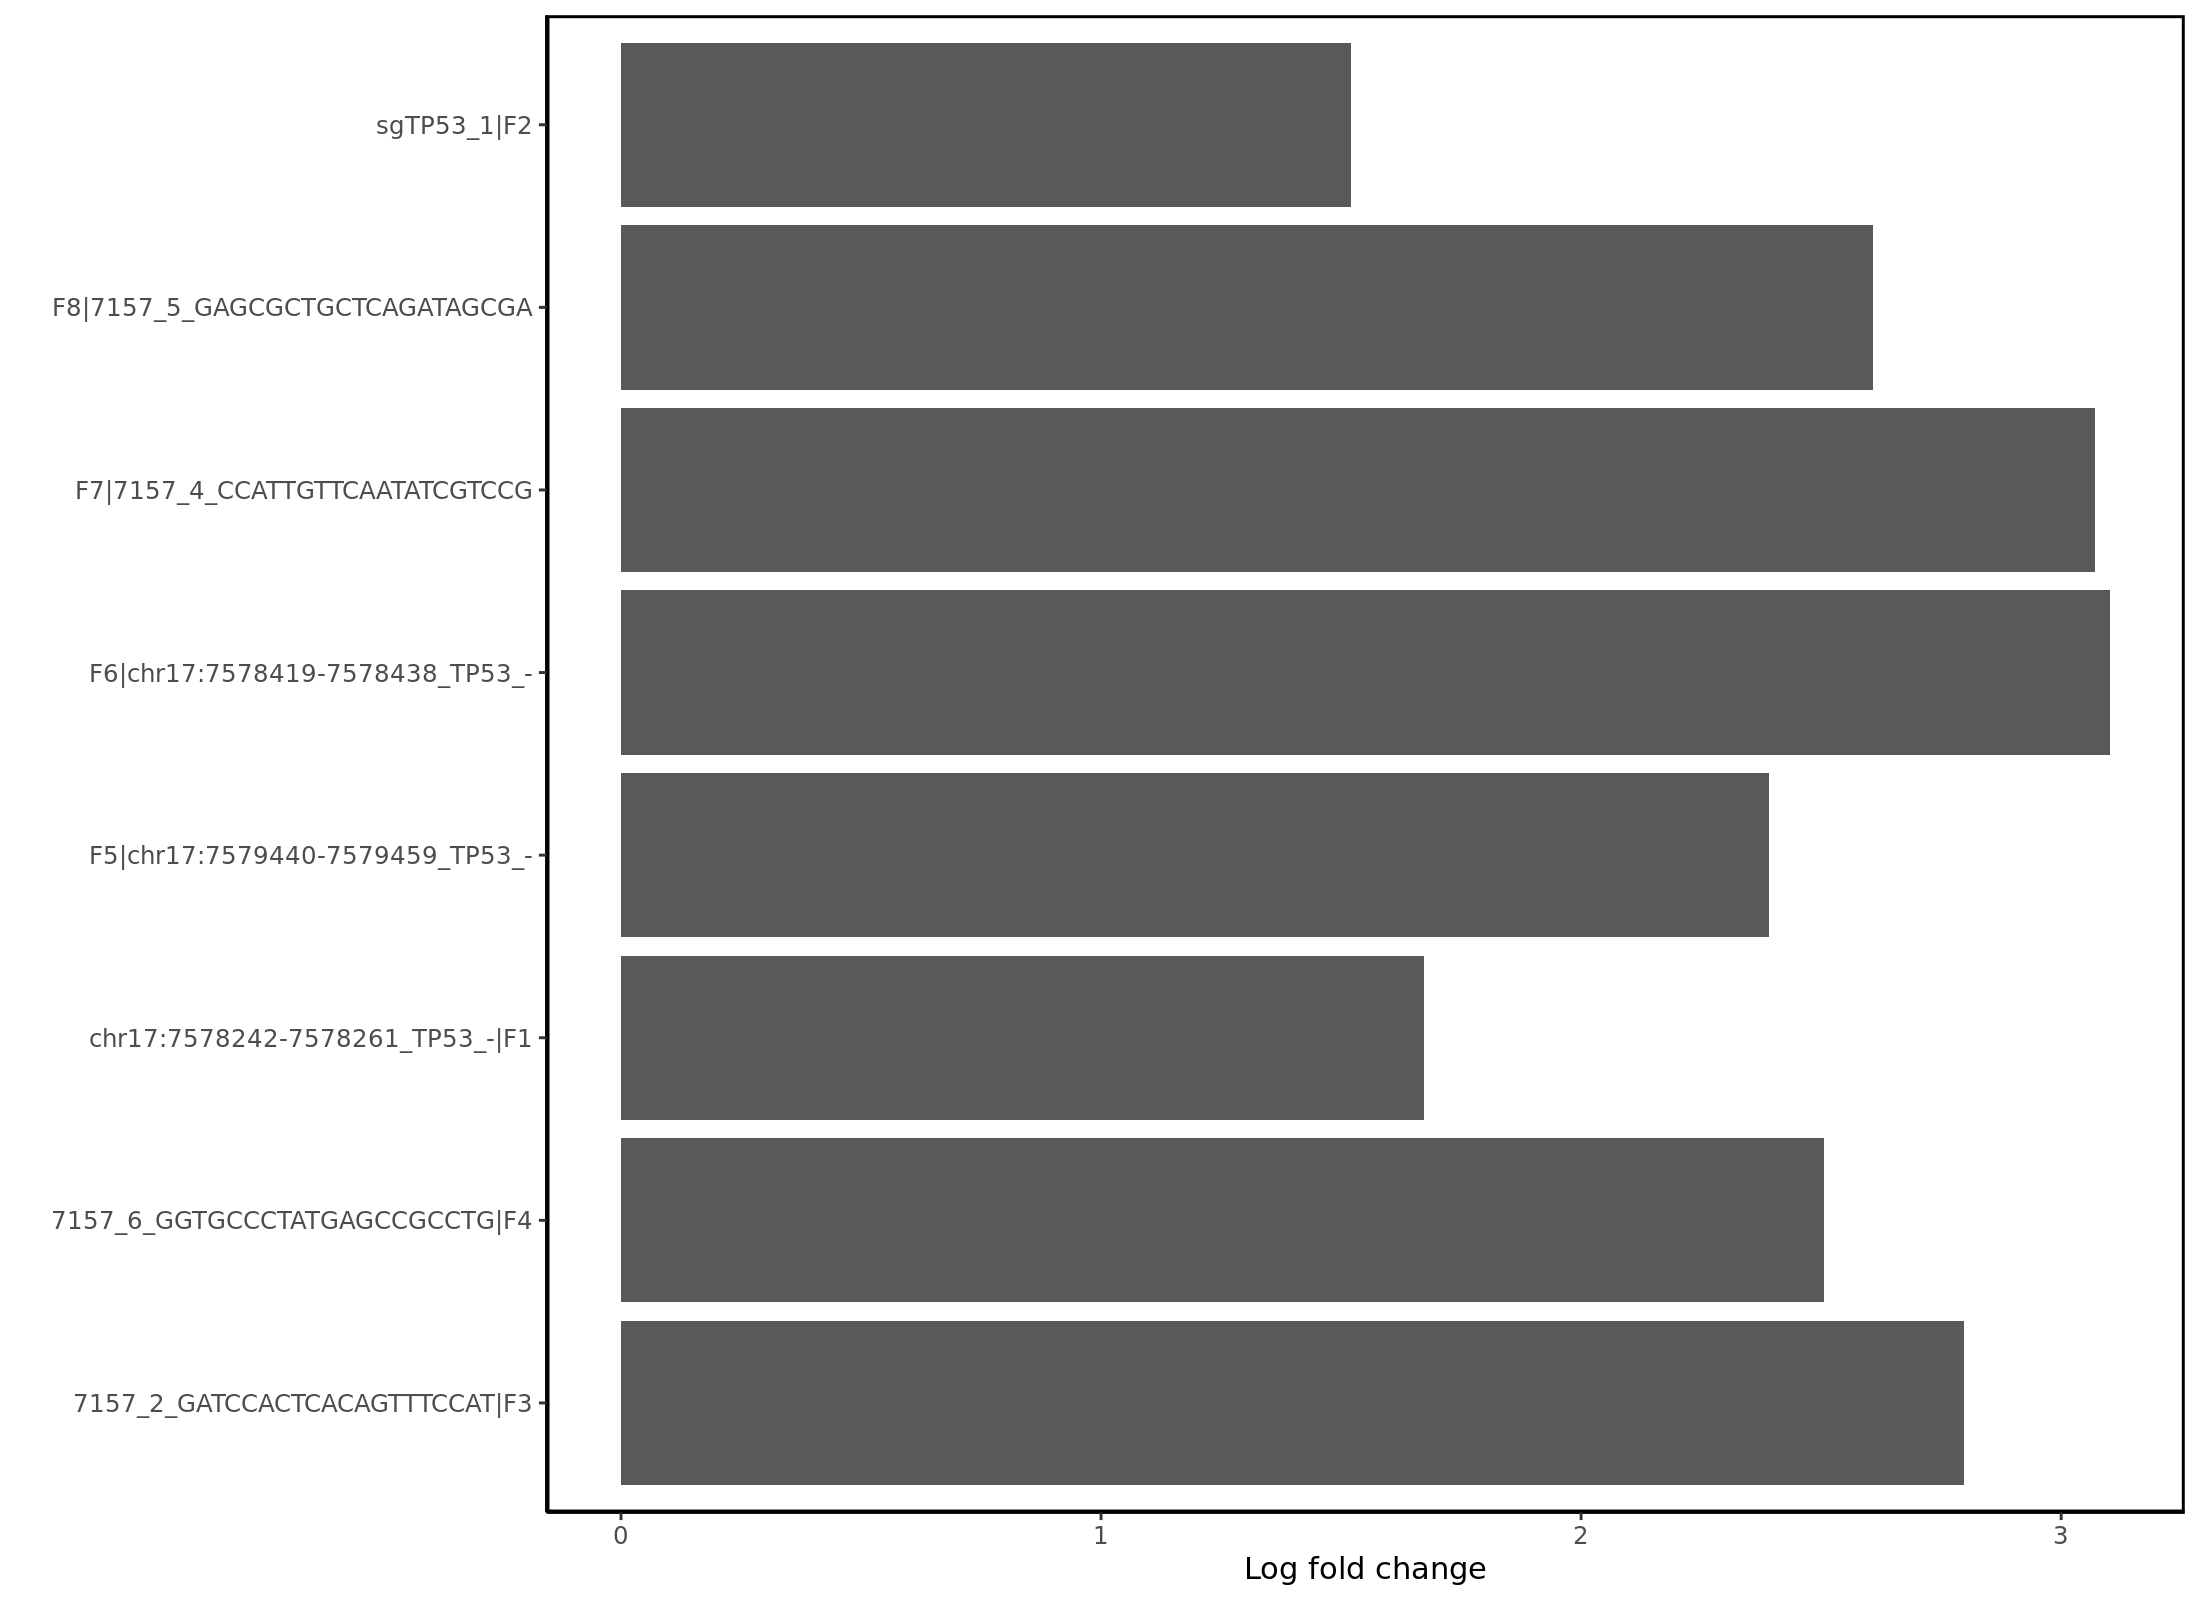 sgTP53_1|F2
F8|7157_5_GAGCGCTGCTCAGATAGCGA
F7|7157_4_CCATTGTTCAATATCGTCCG
F6|chr17:7578419-7578438_TP53_-
F5|chr17:7579440-7579459_TP53_-
chr17:7578242-7578261_TP53_-|F1
7157_6_GGTGCCCTATGAGCCGCCTG|F4
7157_2_GATCCACTCACAGTTTCCAT|F3
0 1 2 3
Log fold change